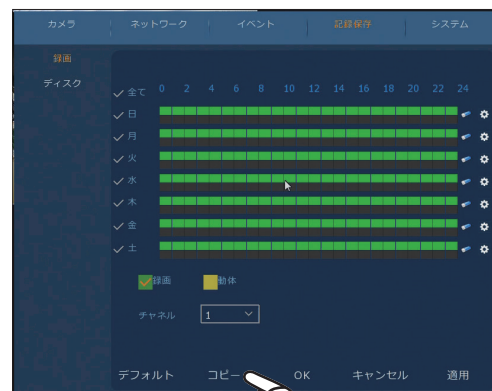 カメラ ネットワーク イベント 記録保存 システム
録画
ディスク
全て 0 2 4 6 8 10 12 14 16 18 20 22 24
日
月
火
水
木
金
土
録画 動体
チャネル 1
デフォルト コピー OK キャンセル 適用